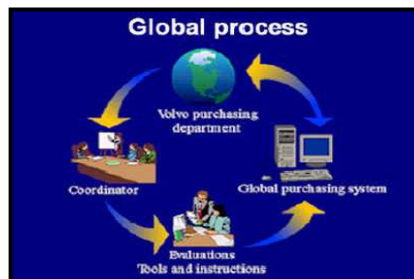 Global process
Volvo purchasing
department
Coordinator
Global purchasing system
Evaluations
Tools and instructions